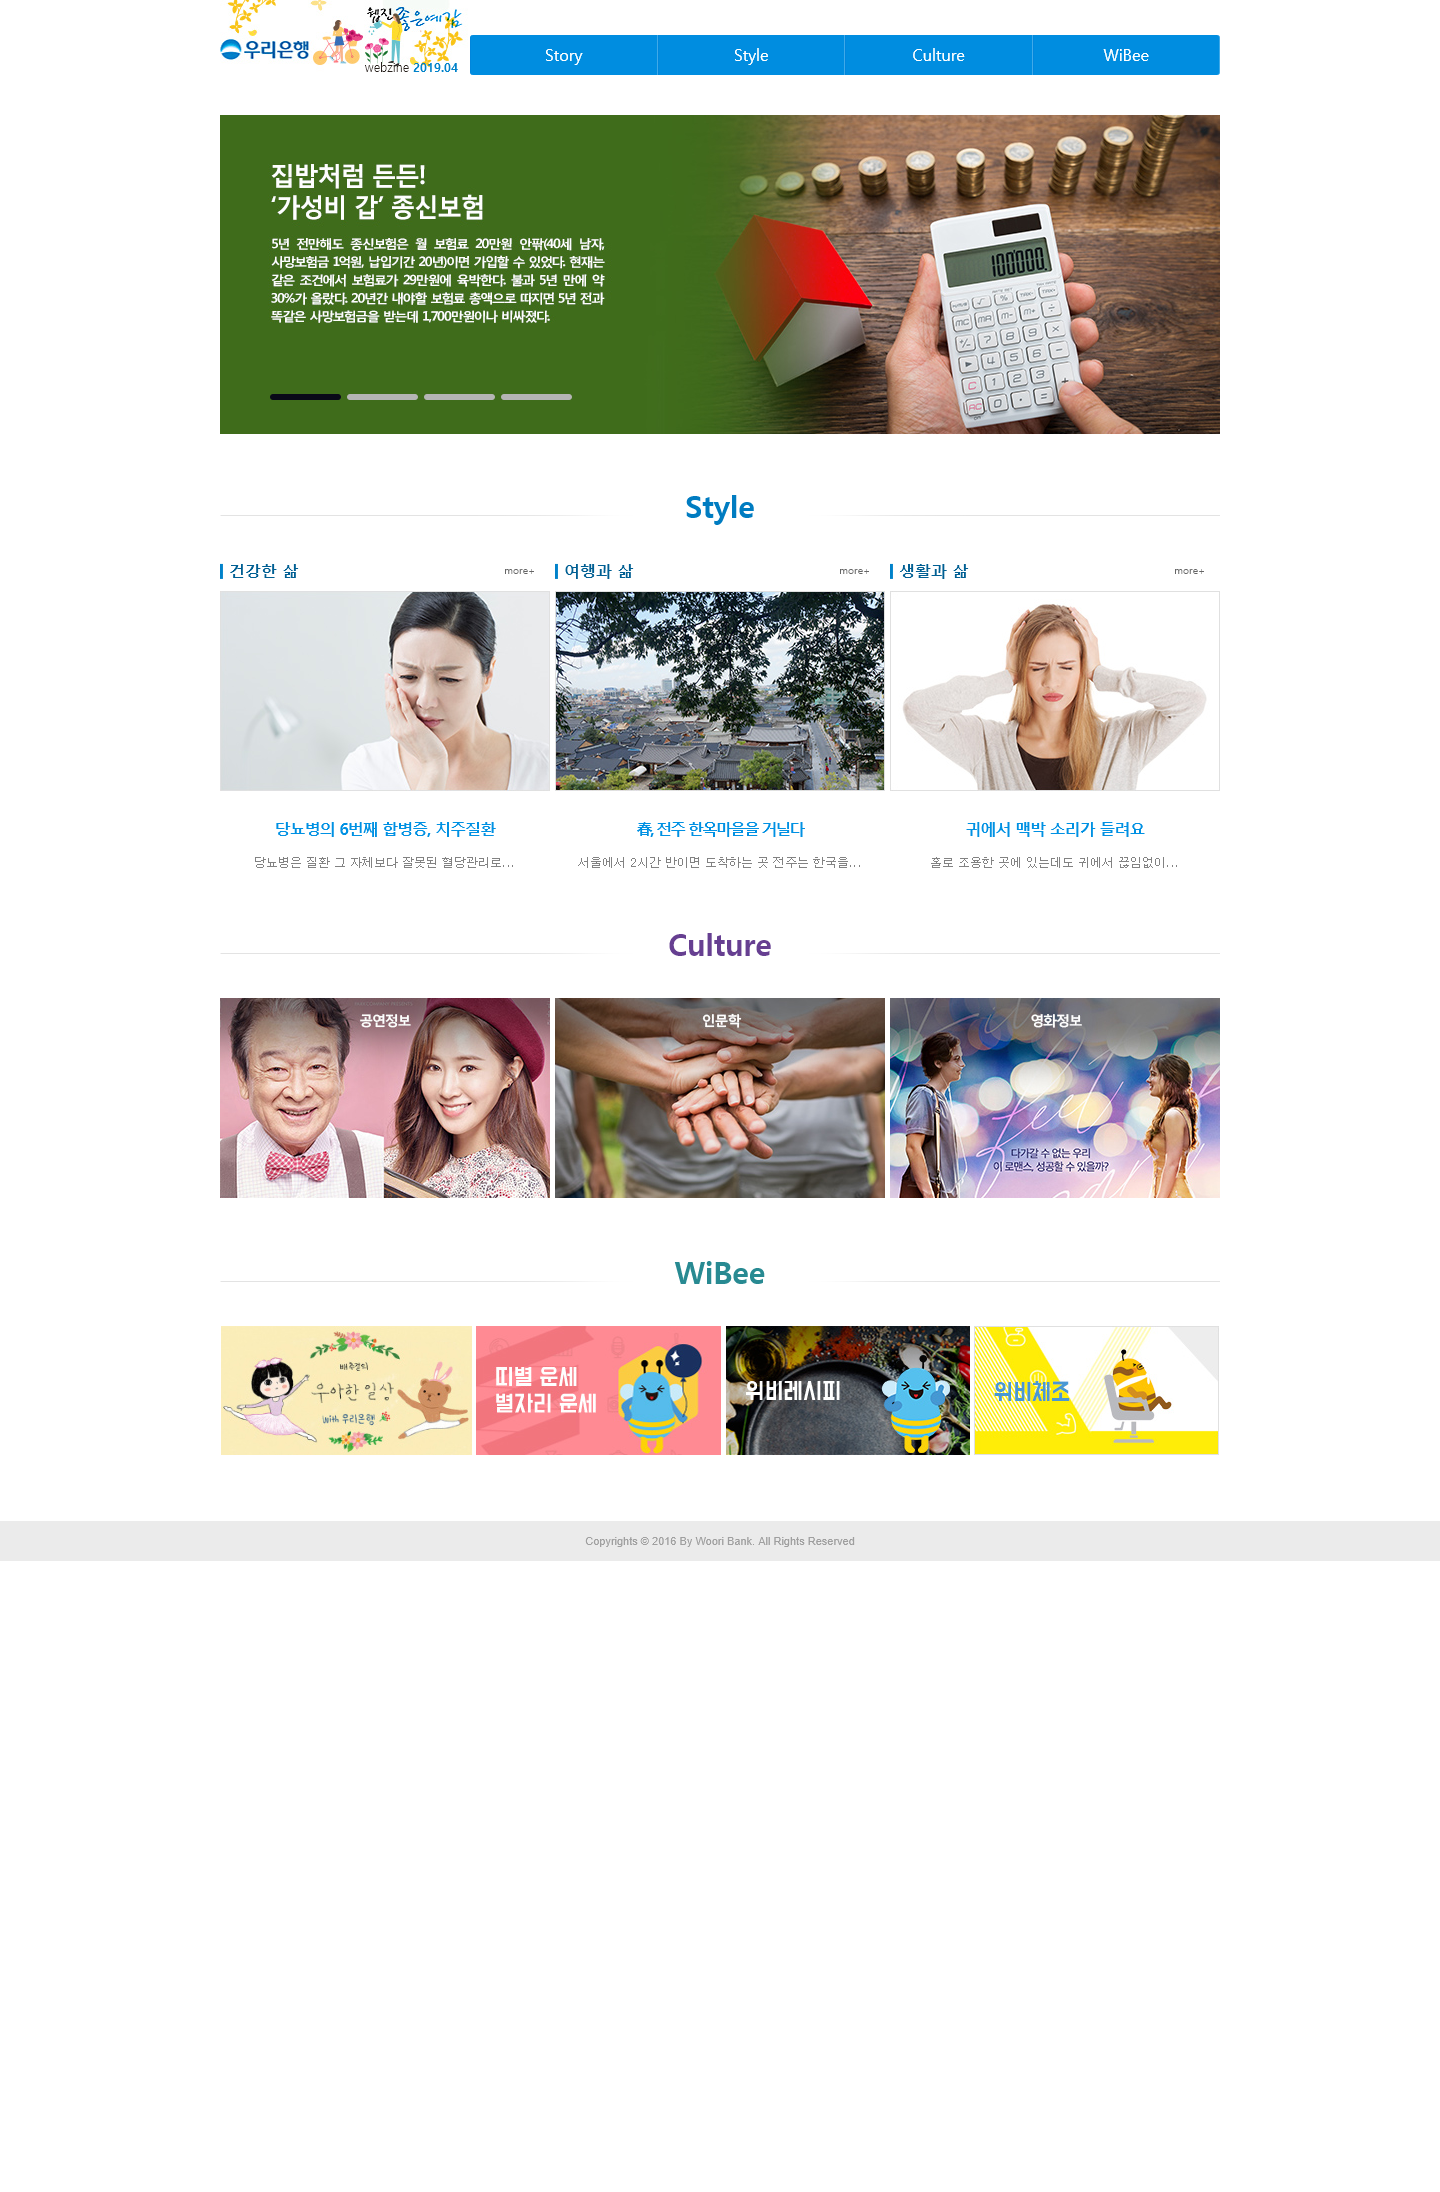 웹진 좋은예감
우리은행
webzine 2019.04
Story
Style
Culture
WiBee
집밥처럼 든든!
‘가성비 갑’ 종신보험
5년 전만해도 종신보험은 월 보험료 20만원 안팎(40세 남자,
사망보험금 1억원, 납입기간 20년)이면 가입할 수 있었다. 현재는
같은 조건에서 보험료가 29만원에 육박한다. 불과 5년 만에 약
30%가 올랐다. 20년간 내야할 보험료 총액으로 따지면 5년 전과
똑같은 사망보험금을 받는데 1,700만원이나 비싸졌다.
100000.
Style
건강한 삶
more+
여행과 삶
more+
생활과 삶
more+
당뇨병의 6번째 합병증, 치주질환
春, 전주 한옥마을을 거닐다
귀에서 맥박 소리가 들려요
당뇨병은 질환 그 자체보다 잘못된 혈당관리로...
서울에서 2시간 반이면 도착하는 곳 전주는 한국을...
홀로 조용한 곳에 있는데도 귀에서 끊임없이...
Culture
공연정보
인문학
영화정보
다가갈 수 없는 우리
이 로맨스, 성공할 수 있을까?
WiBee
배주걸의
우아한 일상
With 우리은행
띠별 운세
별자리 운세
위비레시피
위비체조
Copyrights © 2016 By Woori Bank. All Rights Reserved